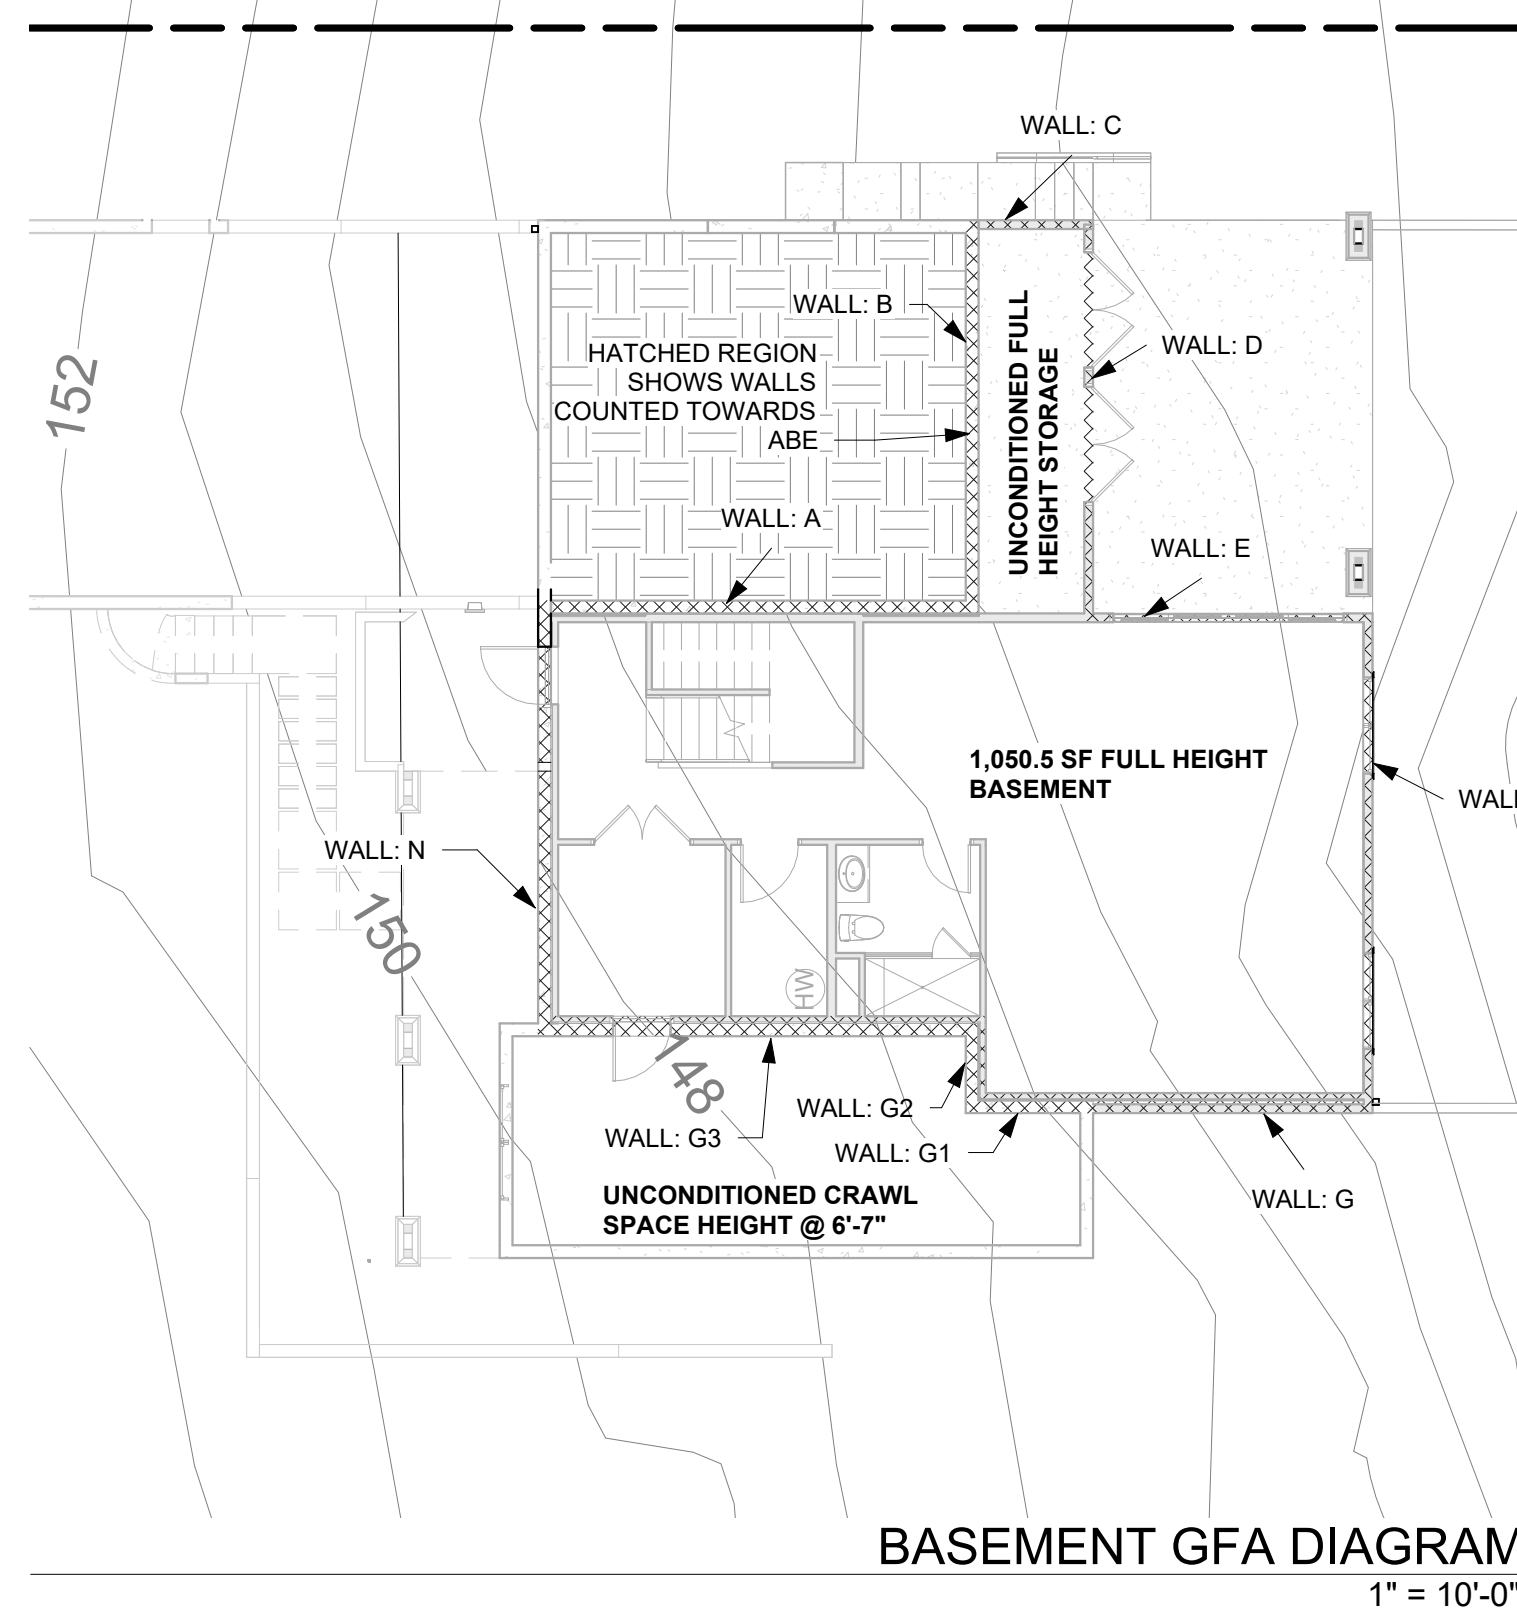 WALL: C
WALL: B
HATCHED REGION
SHOWS WALLS
COUNTED TOWARDS
ABE
UNCONDITIONED FULL
HEIGHT STORAGE
WALL: D
152
WALL: A
WALL: E
1,050.5 SF FULL HEIGHT
BASEMENT
WALL
WALL: N
150
HW
148
WALL: G2
WALL: G3
WALL: G1
UNCONDITIONED CRAWL
SPACE HEIGHT @ 6'-7"
WALL: G
BASEMENT GFA DIAGRAM
1" = 10'-0"